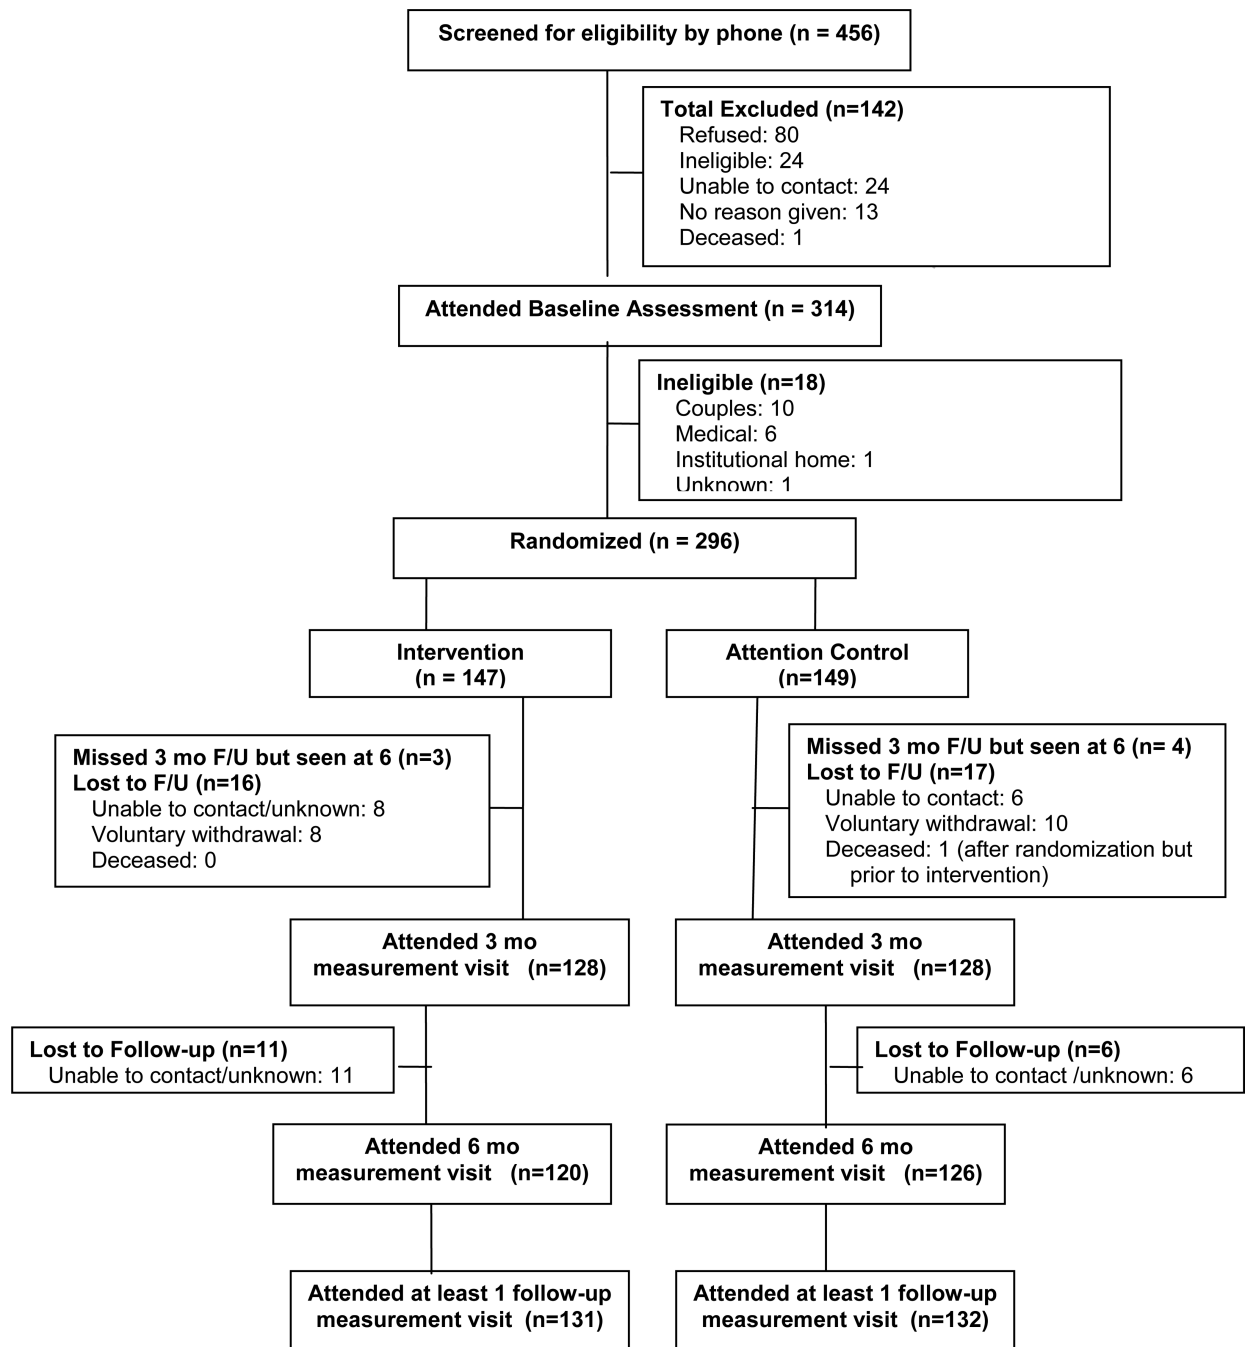 Screened for eligibility by phone (n = 456)
Total Excluded (n=142)
Refused: 80
Ineligible: 24
Unable to contact: 24
No reason given: 13
Deceased: 1
Attended Baseline Assessment (n = 314)
Ineligible (n=18)
Couples: 10
Medical: 6
Institutional home: 1
Unknown: 1
Randomized (n = 296)
Intervention
(n = 147)
Attention Control
(n=149)
Missed 3 mo F/U but seen at 6 (n=3)
Lost to F/U (n=16)
Unable to contact/unknown: 8
Voluntary withdrawal: 8
Deceased: 0
Missed 3 mo F/U but seen at 6 (n= 4)
Lost to F/U (n=17)
Unable to contact: 6
Voluntary withdrawal: 10
Deceased: 1 (after randomization but
prior to intervention)
Attended 3 mo
measurement visit (n=128)
Attended 3 mo
measurement visit (n=128)
Lost to Follow-up (n=11)
Unable to contact/unknown: 11
Lost to Follow-up (n=6)
Unable to contact /unknown: 6
Attended 6 mo
measurement visit (n=120)
Attended 6 mo
measurement visit (n=126)
Attended at least 1 follow-up
measurement visit (n=131)
Attended at least 1 follow-up
measurement visit (n=132)